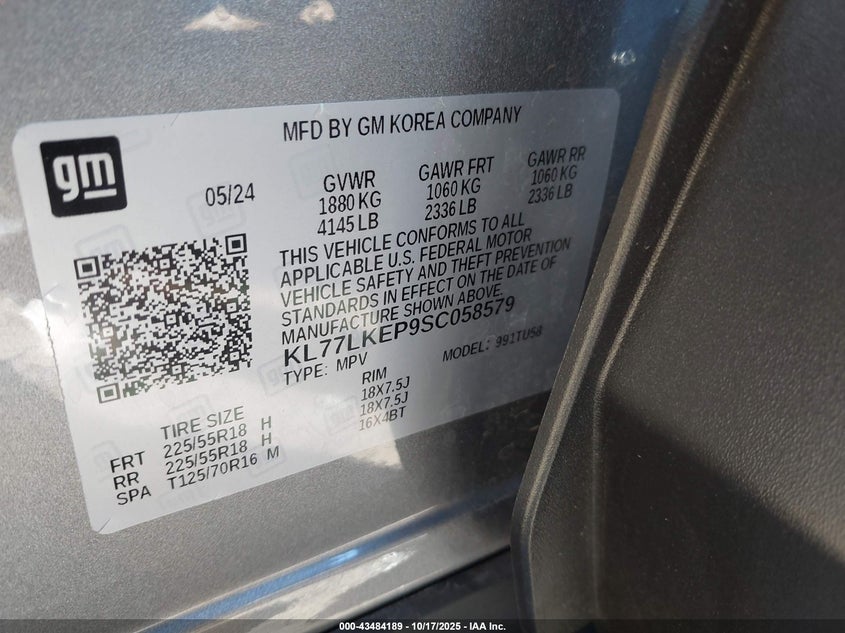 MFD BY GM KOREA COMPANY
gm
05/24
GVWR
1880 KG
4145 LB
GAWR FRT
1060 KG
2336 LB
GAWR RR
1060 KG
2336 LB
THIS VEHICLE CONFORMS TO ALL
APPLICABLE U.S. FEDERAL MOTOR
VEHICLE SAFETY AND THEFT PREVENTION
STANDARDS IN EFFECT ON THE DATE OF
MANUFACTURE SHOWN ABOVE.
KL77LKEP9SC058579
TYPE: MPV
MODEL: 991TU58
TIRE SIZE
RIM
FRT 225/55R18 H 18X7.5J
RR 225/55R18 H 18X7.5J
SPA T125/70R16 M 16X4BT
000-43484189 - 10/17/2025 - IAA Inc.